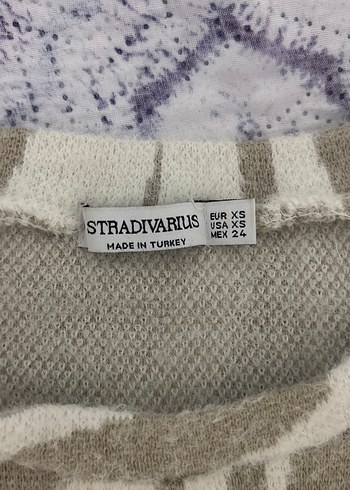 STRADIVARIUS
MADE IN TURKEY
EUR XS
USA XS
MEX 24